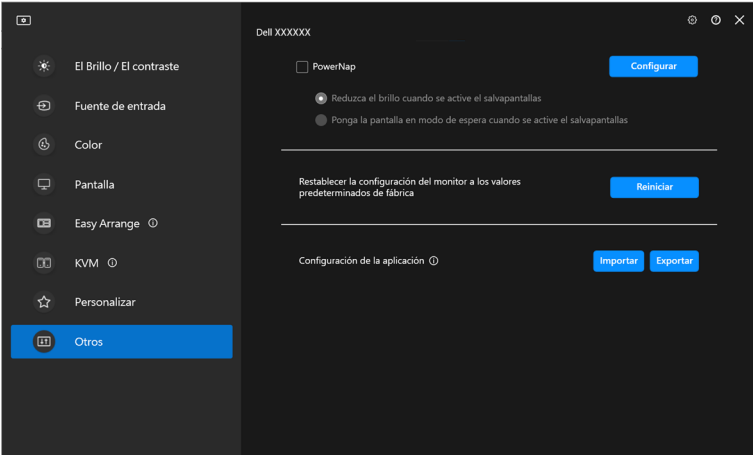 Dell XXXXXX
El Brillo / El contraste
Fuente de entrada
Color
Pantalla
Easy Arrange
KVM
Personalizar
Otros
PowerNap
Configurar
Reduzca el brillo cuando se active el salvapantallas
Ponga la pantalla en modo de espera cuando se active el salvapantallas
Restablecer la configuración del monitor a los valores
predeterminados de fábrica
Reiniciar
Configuración de la aplicación
Importar
Exportar